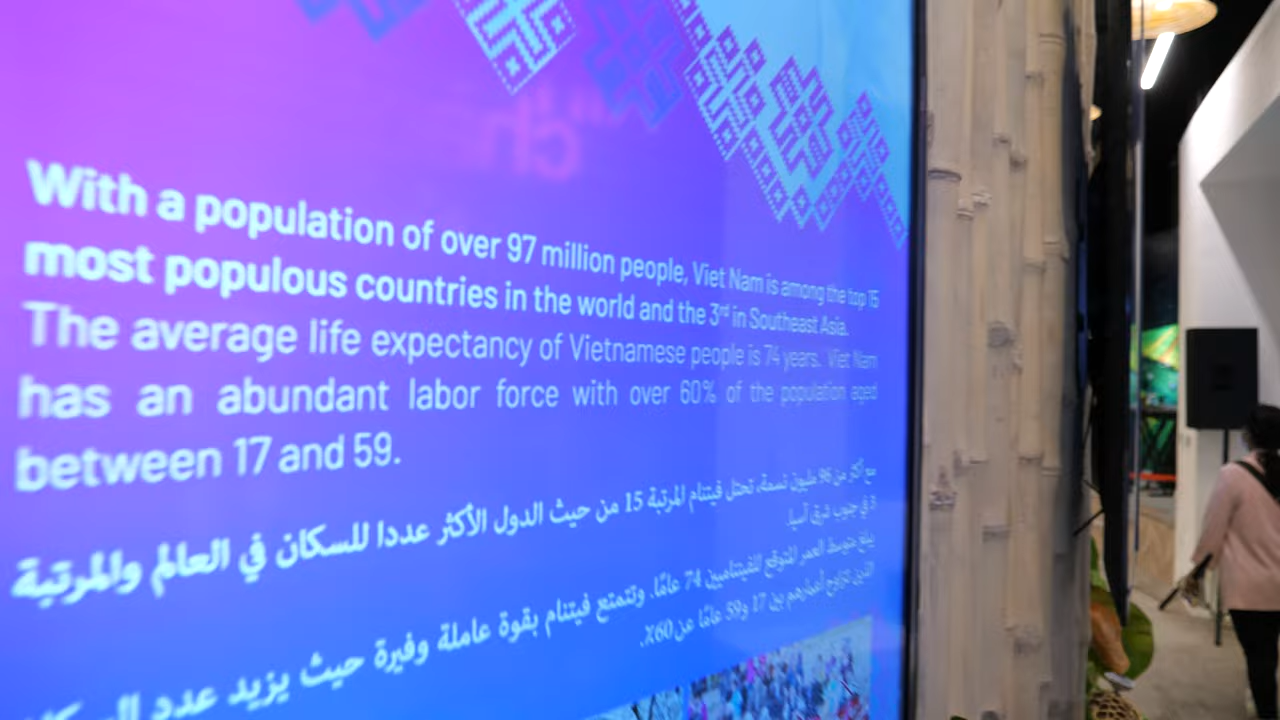 With a population of over 97 million people, Viet Nam is among the top 15
most populous countries in the world and the 3rd in Southeast Asia.
The average life expectancy of Vietnamese people is 74 years. Viet Nam
has an abundant labor force with over 60% of the population aged
between 17 and 59.
مع أكثر من 96 مليون نسمة، تحتل فيتنام المرتبة 15 من حيث الدول الأكثر عددا للسكان في العالم والمرتبة
3 في جنوب شرق آسيا.
يبلغ متوسط العمر المتوقع للفيتناميين 74 عامًا. وتتمتع فيتنام بقوة عاملة وفيرة حيث يزيد عدد
الذين تتراوح أعمارهم بين 17 و59 عامًا عن 60٪.